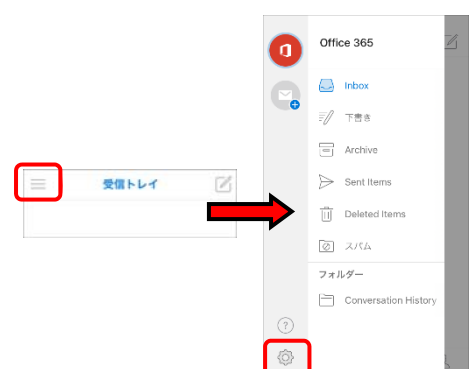 受信トレイ
Office 365
Inbox
下書き
Archive
Sent Items
Deleted Items
スパム
フォルダー
Conversation History
?